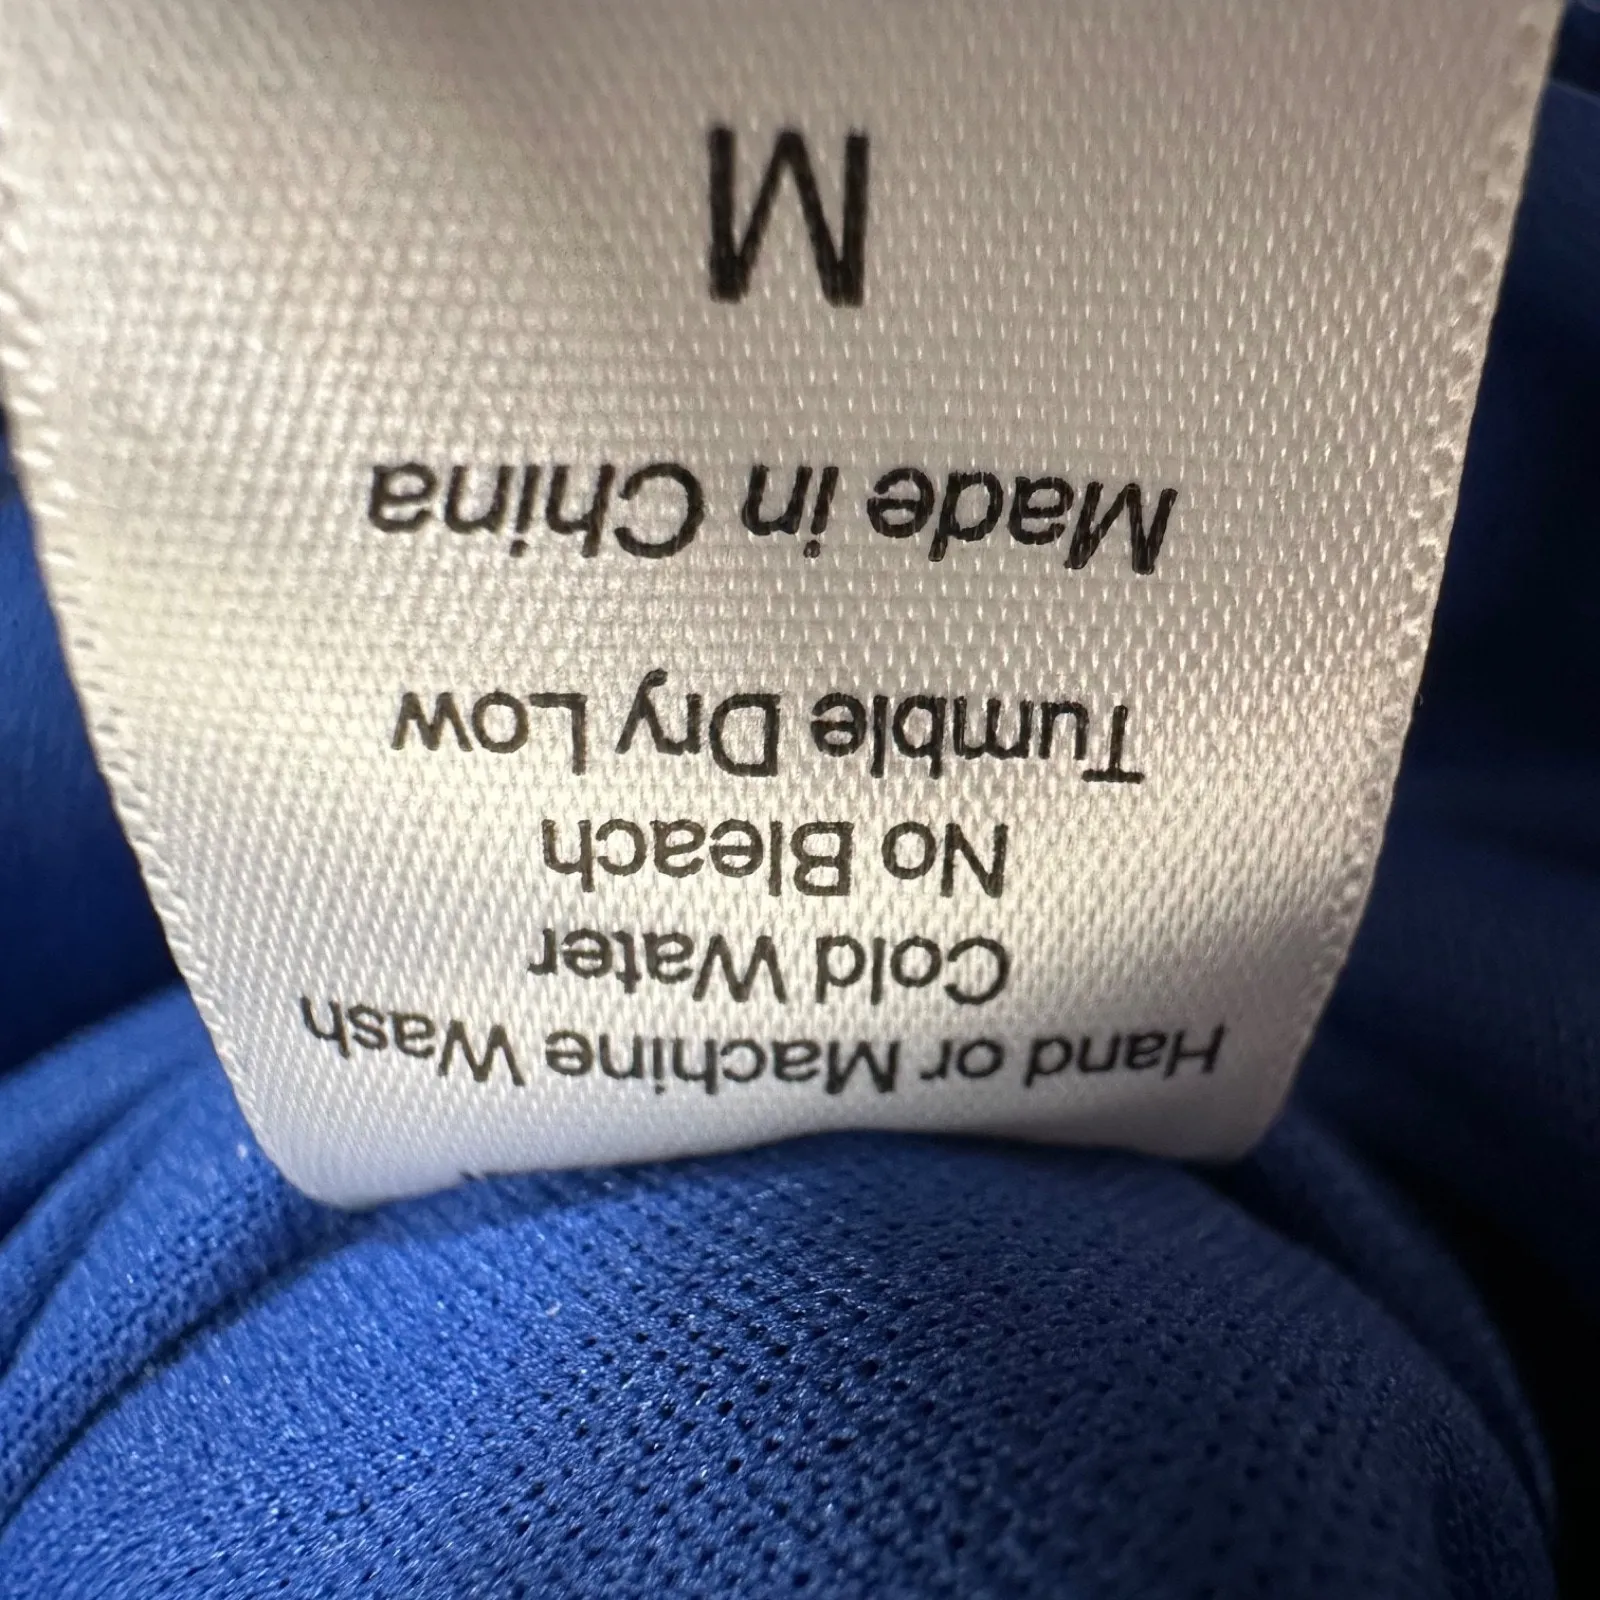 Hand or Machine Wash
Cold Water
No Bleach
Tumble Dry Low
Made in China
M